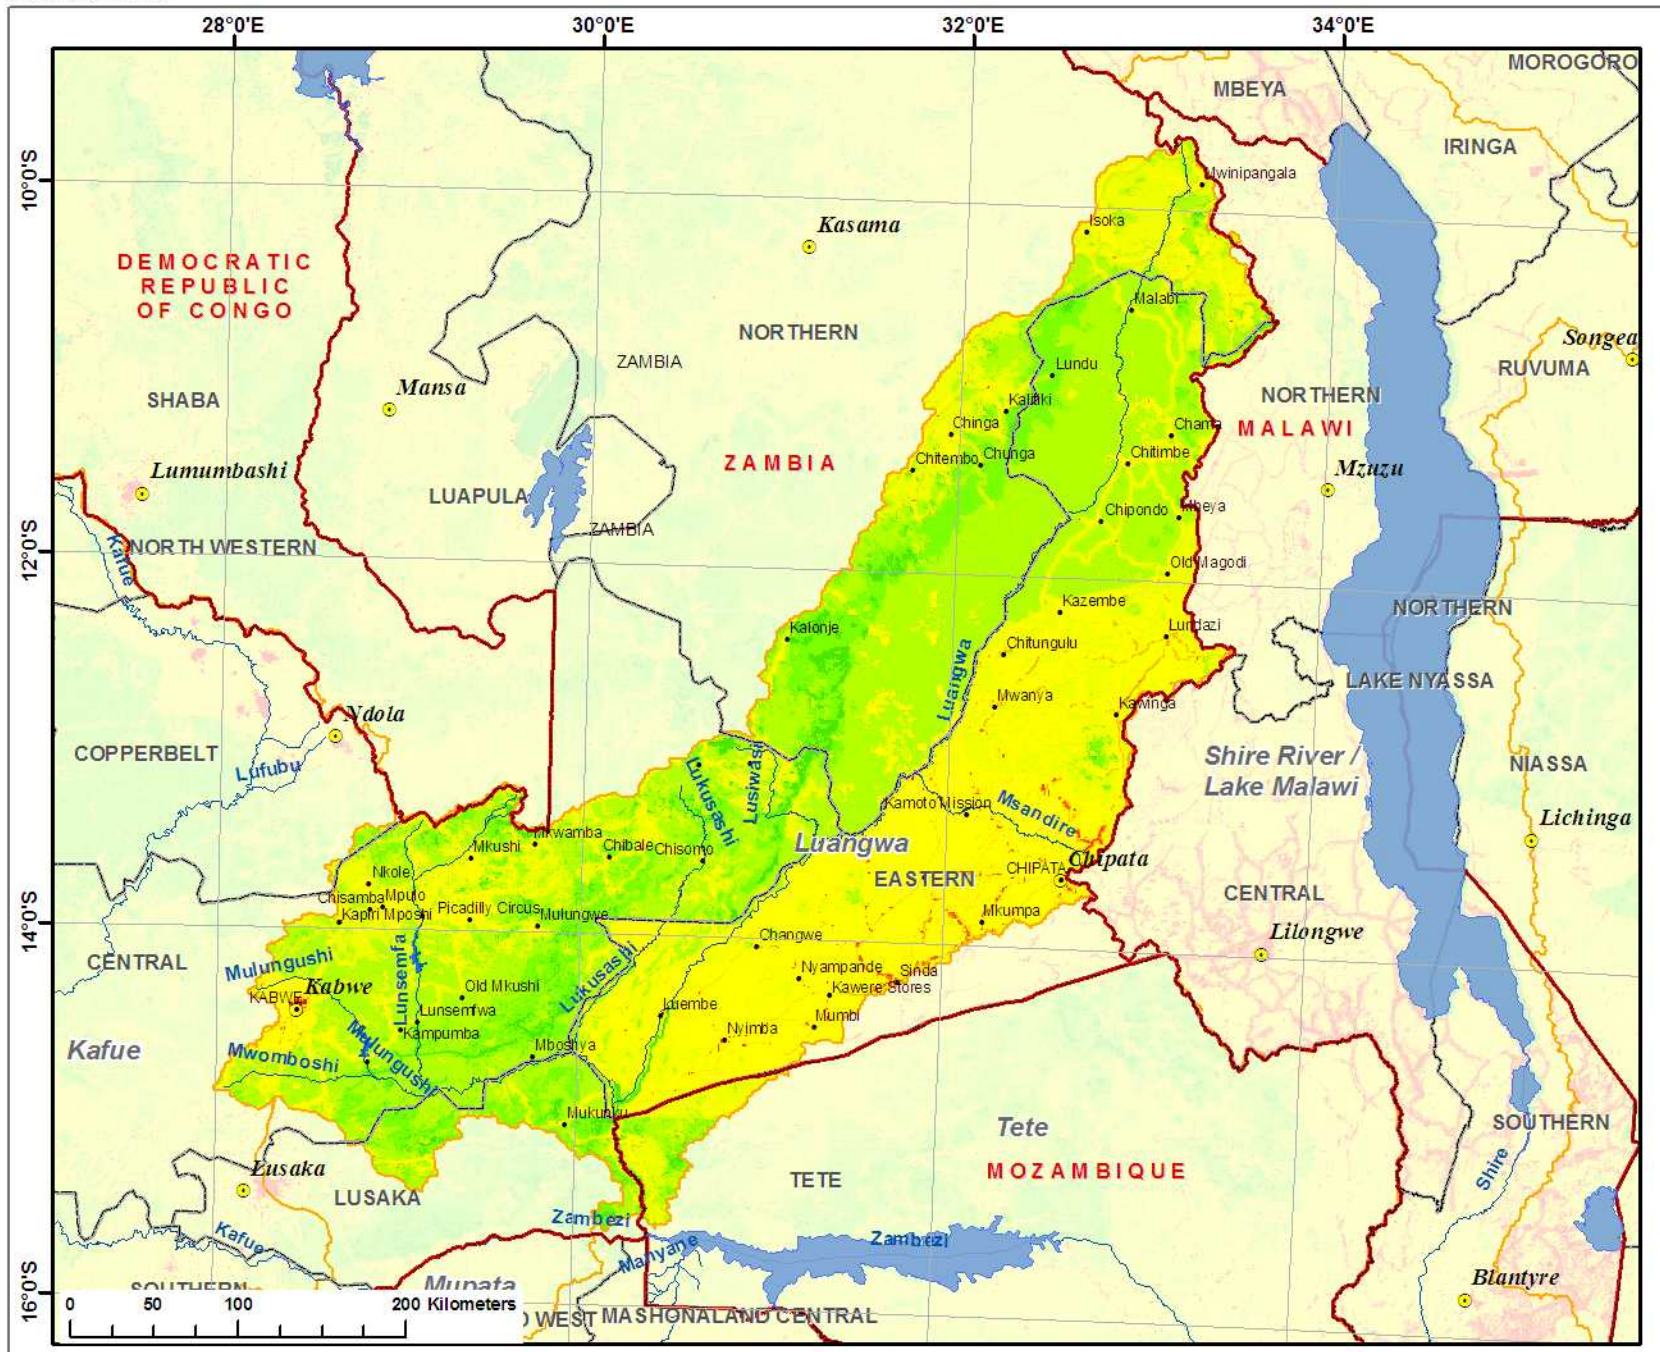 28°0'E 30°0'E 32°0'E 34°0'E
MOROGORO
MBEYA
IRINGA
10°0'S
Mwinipangala
Isoka
Kasama
DEMOCRATIC
REPUBLIC
OF CONGO
Malabi
NORTHERN
ZAMBIA
Songea
RUVUMA
Lundu
Mansa
SHABA
NORTHERN
MALAWI
Chinga
Chama
Chitembo
Chunga
Chitimbe
ZAMBIA
Lumumbashi
Mzuzu
LUAPULA
ZAMBIA
Chipondo
Mbeya
NORTH WESTERN
Kafue
12°0'S
Old Magodi
Kazembe
NORTHERN
Kalonje
Chitungulu
Lundazi
Luangwa
LAKE NYASSA
Mwanya
Kawinga
Ndola
COPPERBELT
Lufubu
Lukusashi
Lusiwasi
Shire River /
Lake Malawi
NIASSA
Kamoto Mission
Msandire
Lichinga
Mkwamba
Mkushi
Chibale
Chisomo
Luangwa
Chipata
CHIPATA
EASTERN
CENTRAL
Nkole
Chisamba
Mpulo
Kapiri Mposhi
Picadilly Circus
Mulungwe
Mkumpa
14°0'S
Changwe
Lilongwe
CENTRAL
Mulungushi
Lunsemfa
Lukusashi
Nyampande
Sinda
Kawere Stores
KABWE
Kabwe
Old Mkushi
Lunsemfwa
Kampumba
Luembe
Mumbi
Nyimba
Kafue
Mwomboshi
Mulungushi
Mboshya
Mukunku
Tete
SOUTHERN
Lusaka
LUSAKA
TETE
MOZAMBIQUE
Shire
Zambezi
Kafue
Manyane
Zambezi
16°0'S
SOUTHERN
Mupata
Blantyre
0 50 100 200 Kilometers
D WEST
MASHONALAND CENTRAL